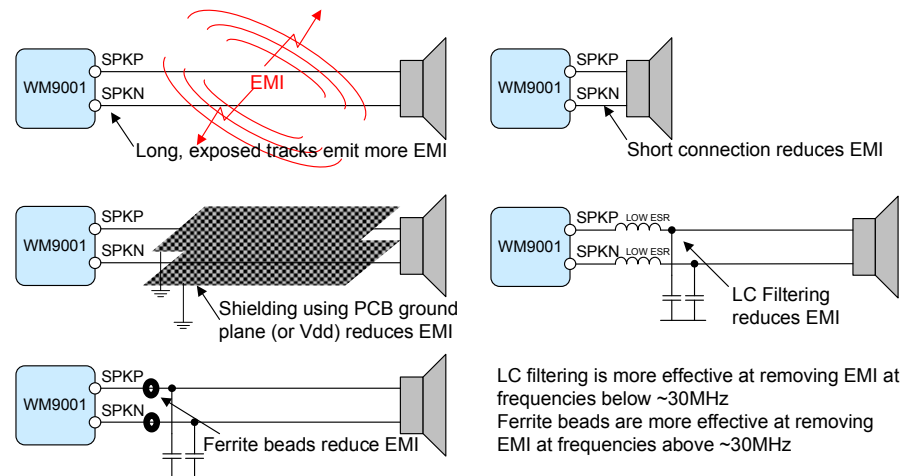 SPKP
WM9001
SPKN
EMI
Long, exposed tracks emit more EMI
SPKP
WM9001
SPKN
Short connection reduces EMI
SPKP
WM9001
SPKN
Shielding using PCB ground
plane (or Vdd) reduces EMI
SPKP
LOW ESR
WM9001
SPKN
LOW ESR
LC Filtering
reduces EMI
SPKP
WM9001
SPKN
Ferrite beads reduce EMI
LC filtering is more effective at removing EMI at
frequencies below ~30MHz
Ferrite beads are more effective at removing
EMI at frequencies above ~30MHz